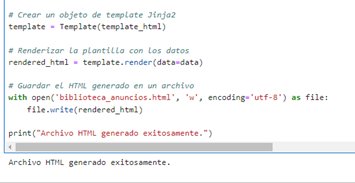 # Crear un objeto de template Jinja2
template = Template(template_html)
# Renderizar la plantilla con los datos
rendered_html = template.render(data=data)
# Guardar el HTML generado en un archivo
with open('biblioteca_anuncios.html', 'w', encoding='utf-8') as file:
    file.write(rendered_html)
print("Archivo HTML generado exitosamente.")
Archivo HTML generado exitosamente.